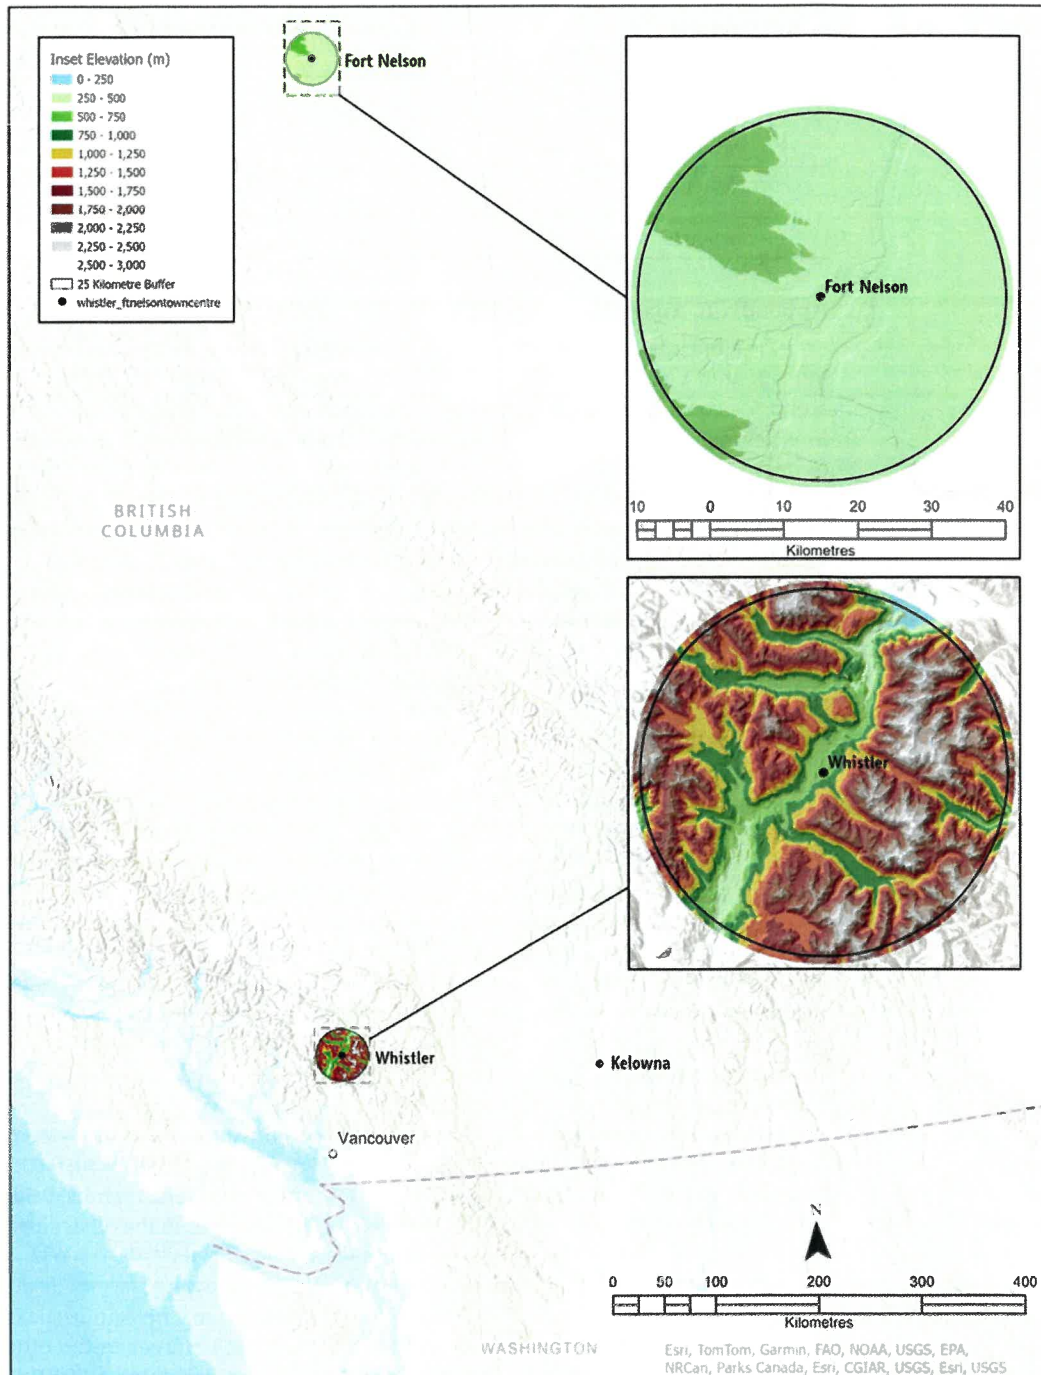 Inset Elevation (m)
0 - 250
250 - 500
500 - 750
750 - 1,000
1,000 - 1,250
1,250 - 1,500
1,500 - 1,750
1,750 - 2,000
2,000 - 2,250
2,250 - 2,500
2,500 - 3,000
25 Kilometre Buffer
whistler_ftnelsontowncentre
Fort Nelson
Fort Nelson
10 0 10 20 30 40
Kilometres
BRITISH
COLUMBIA
Whistler
Whistler
Kelowna
Vancouver
N
0 50 100 200 300 400
Kilometres
WASHINGTON
Esri, TomTom, Garmin, FAO, NOAA, USGS, EPA,
NRCan, Parks Canada, Esri, CGIAR, USGS, Esri, USGS